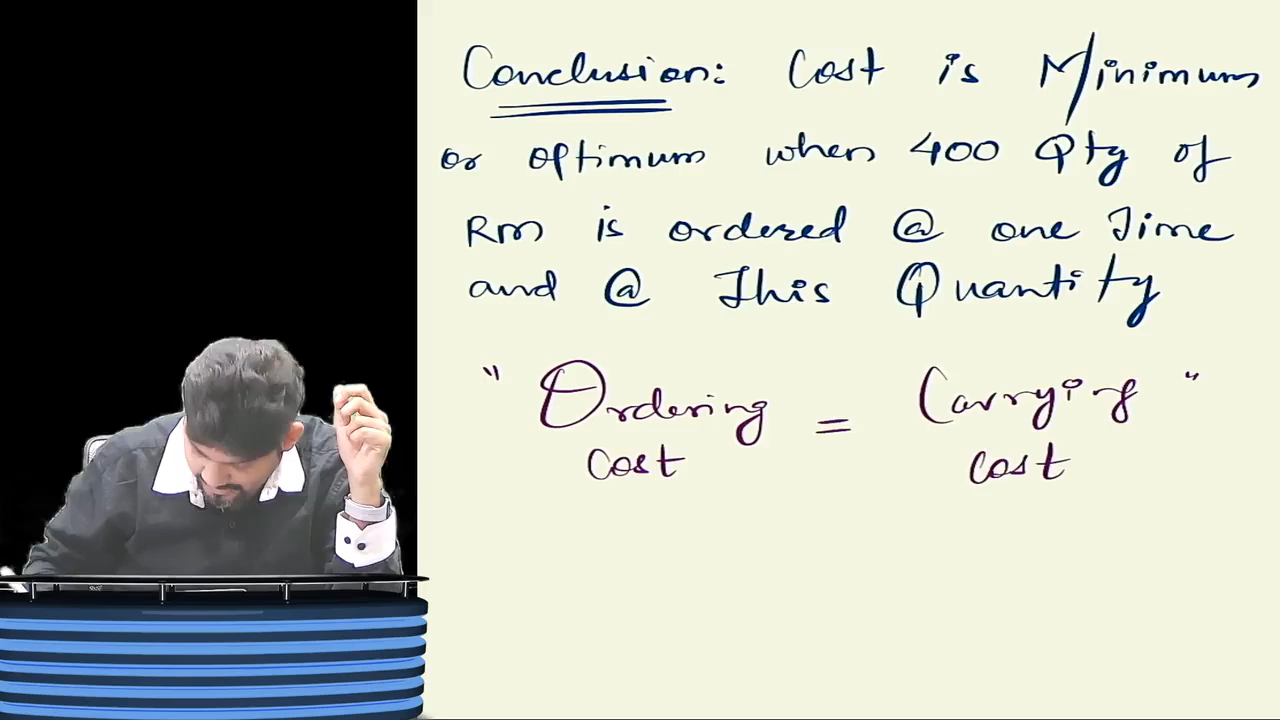 Conclusion: Cost is Minimum
or optimum when 400 Qty of
Rm is ordered @ one Time
and @ This Quantity
" Ordering = Carrying "
cost cost